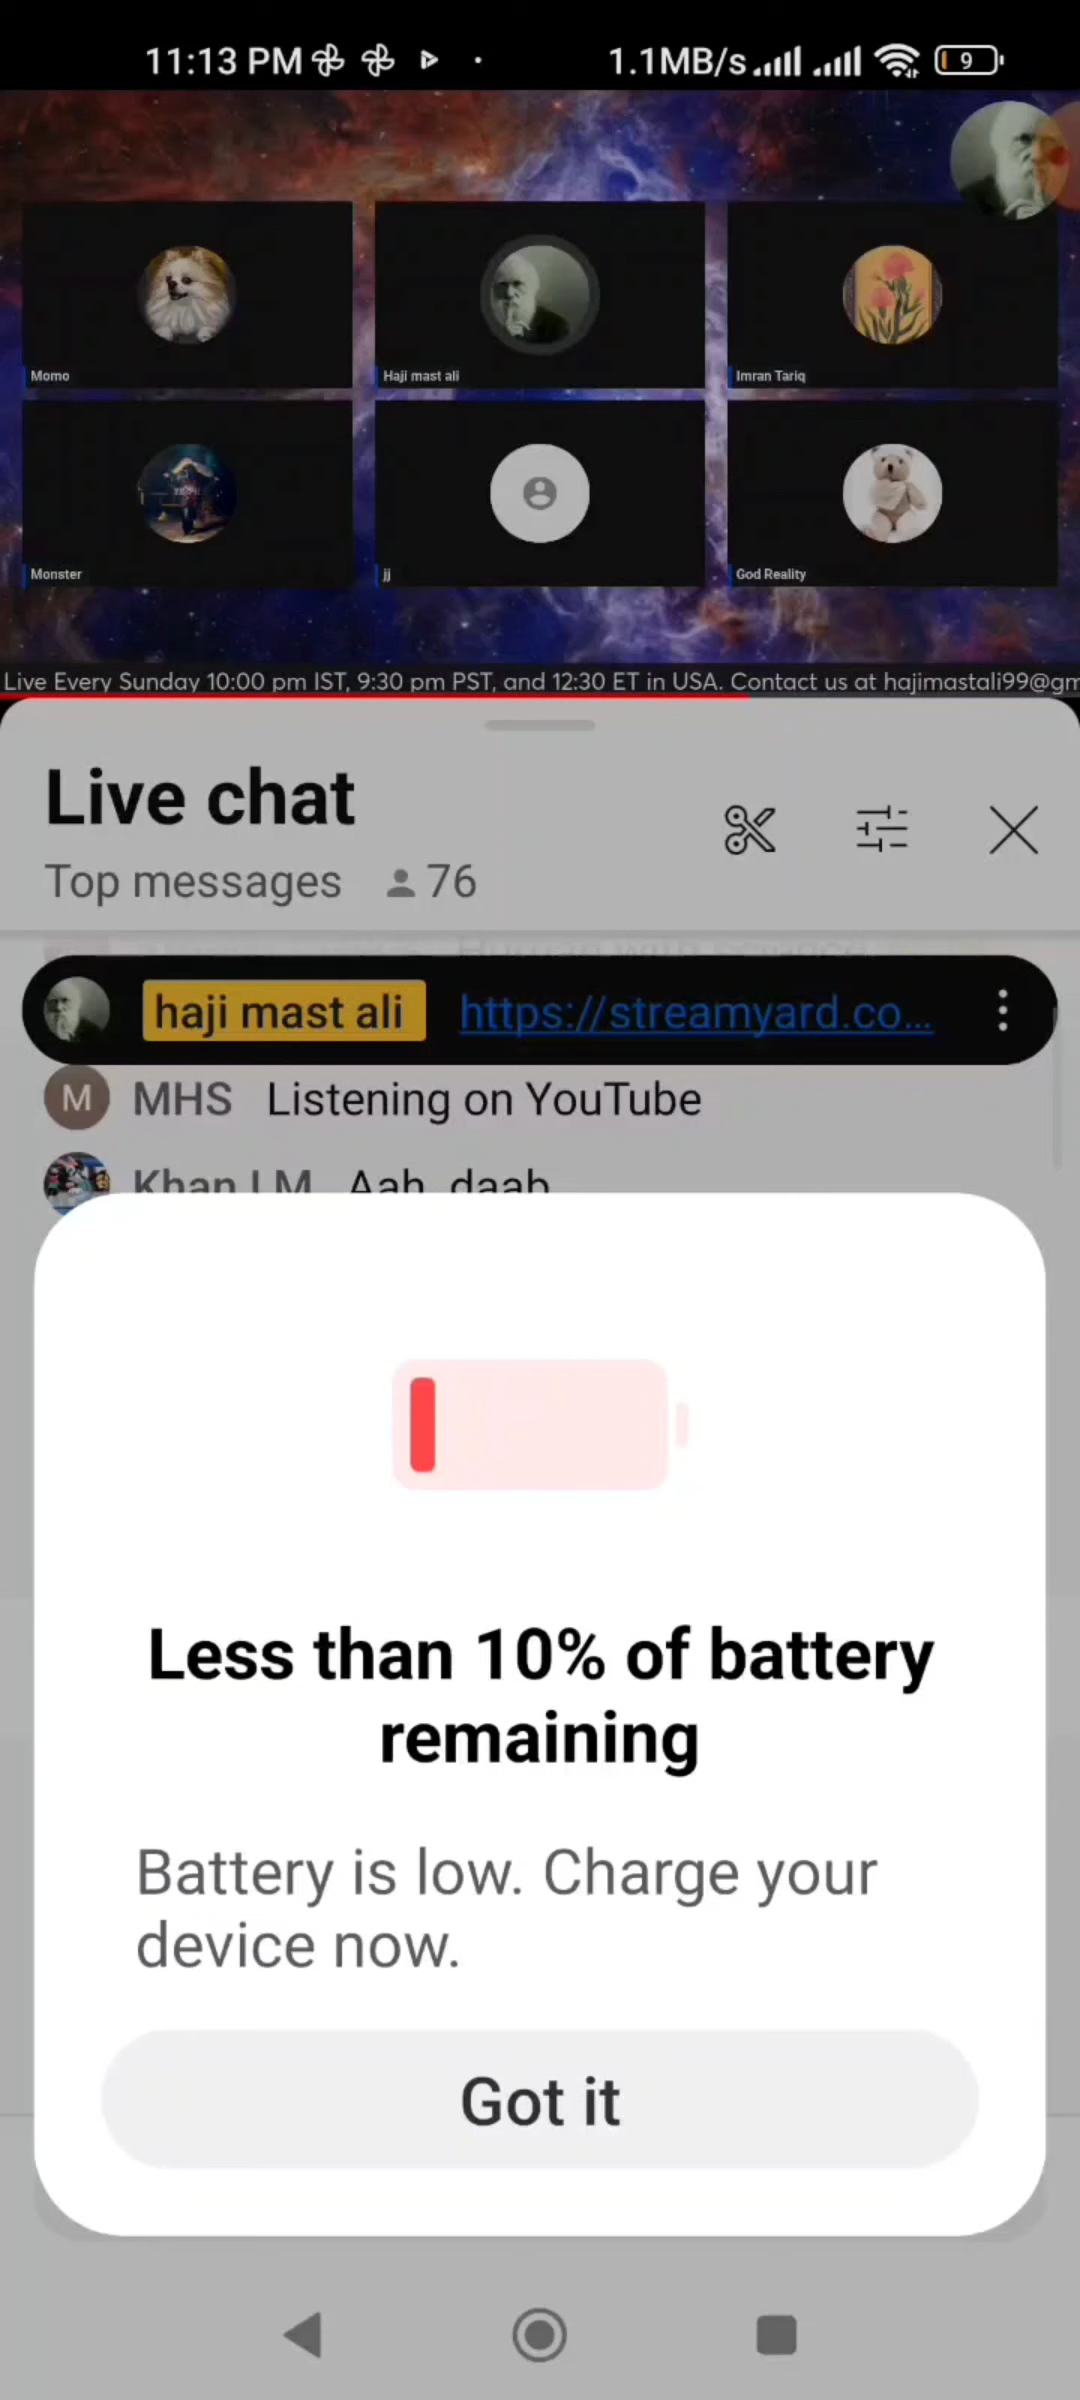 11:13 PM 1.1MB/s 9
Momo
Haji mast ali
Imran Tariq
Monster
jj
God Reality
Live Every Sunday 10:00 pm IST, 9:30 pm PST, and 12:30 ET in USA. Contact us at hajimastali99@gm
Live chat
Top messages 76
haji mast ali https://streamyard.co...
M MHS Listening on YouTube
Khan I M Aah, daab
Less than 10% of battery
remaining
Battery is low. Charge your
device now.
Got it